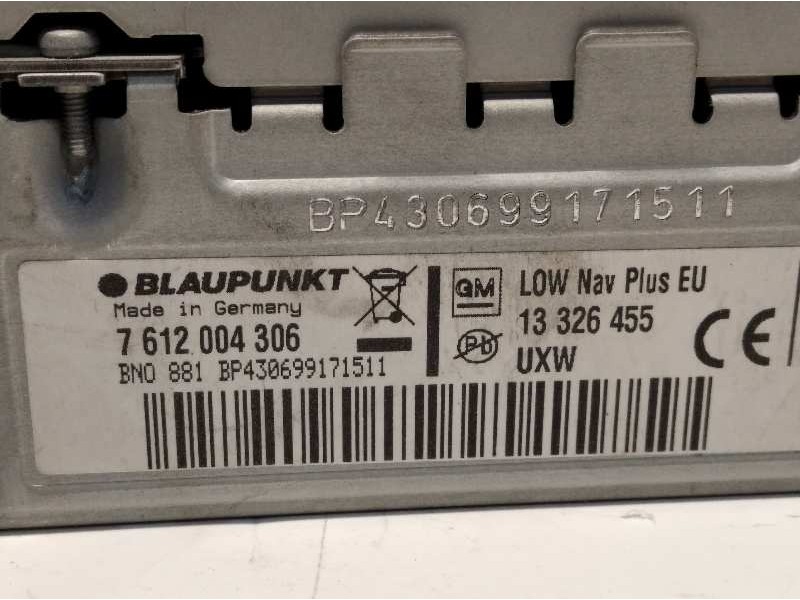 BP430699171511
BLAUPUNKT
Made in Germany
7 612 004 306
BNO 881 BP430699171511
GM
Pb
LOW Nav Plus EU
13 326 455
UXW
CE